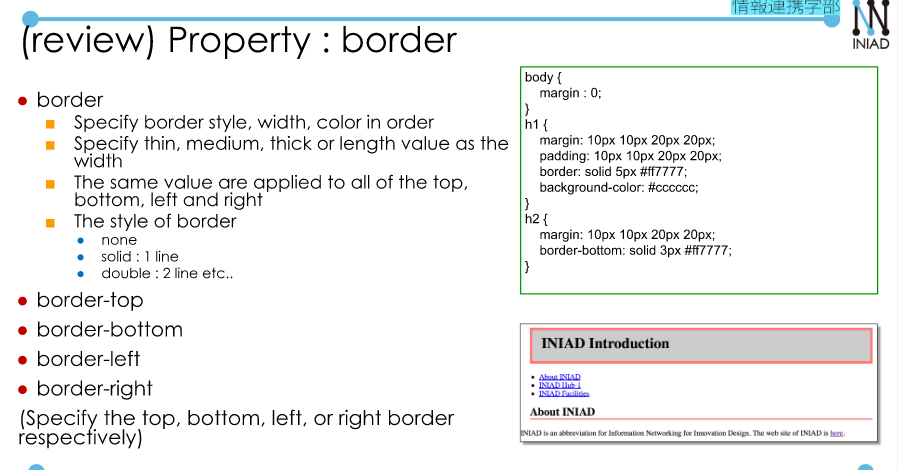 情報連携学部
INIAD
(review) Property : border
border
Specify border style, width, color in order
Specify thin, medium, thick or length value as the
width
The same value are applied to all of the top,
bottom, left and right
The style of border
none
solid : 1 line
double : 2 line etc..
border-top
border-bottom
border-left
border-right
(Specify the top, bottom, left, or right border
respectively)
body {
margin : 0;
}
h1 {
margin: 10px 10px 20px 20px;
padding: 10px 10px 20px 20px;
border: solid 5px #ff7777;
background-color: #cccccc;
}
h2 {
margin: 10px 10px 20px 20px;
border-bottom: solid 3px #ff7777;
}
INIAD Introduction
About INIAD
INIAD Hub-1
INIAD Facilities
About INIAD
INIAD is an abbreviation for Information Networking for Innovation Design. The web site of INIAD is here.